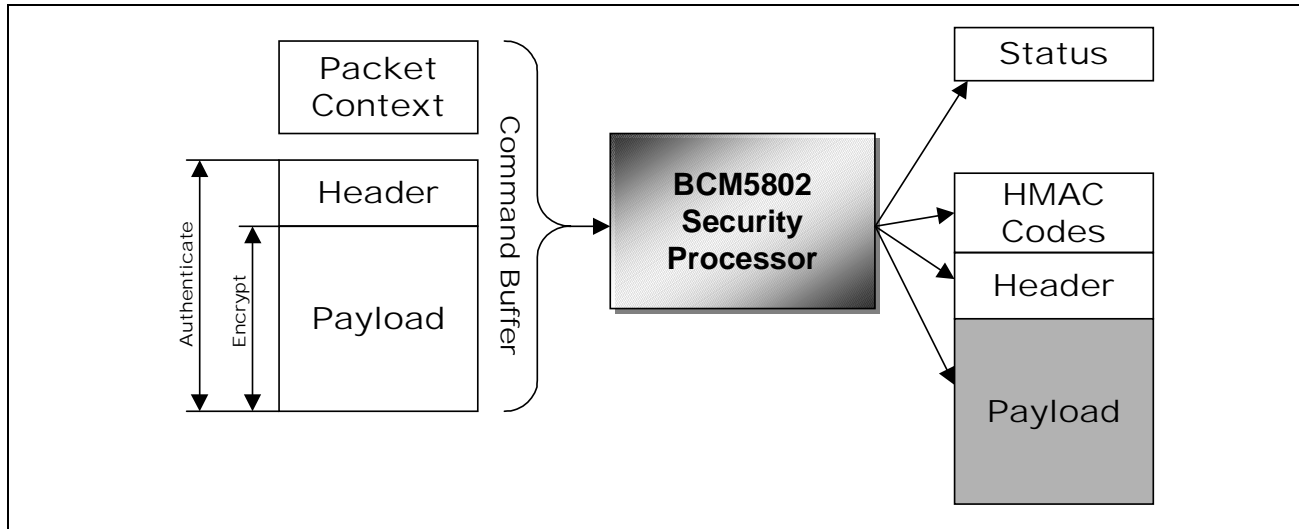 Packet
Context
Header
Payload
Authenticate
Encrypt
Command Buffer
BCM5802
Security
Processor
Status
HMAC
Codes
Header
Payload